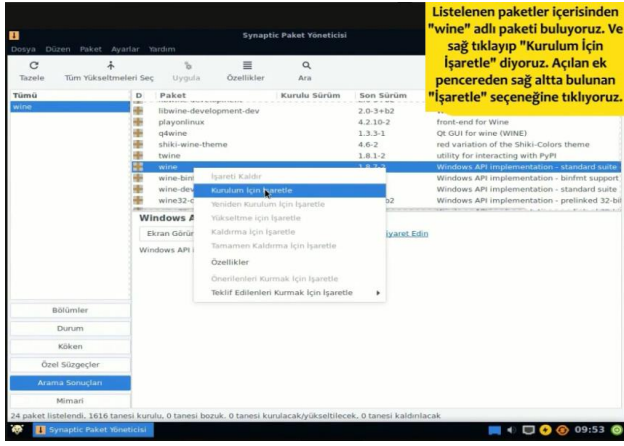 Listelenen paketler içerisinden
"wine" adlı paketi buluyoruz. Ve
sağ tıklayıp "Kurulum İçin
İşaretle" diyoruz. Açılan ek
pencereden sağ altta bulunan
"İşaretle" seçeneğine tıklıyoruz.
Synaptic Paket Yöneticisi
Dosya Düzen Paket Ayarlar Yardım
Tazele Tüm Yükseltmeleri Seç Uygula Özellikler Ara
Tümü
wine
D Paket Kurulu Sürüm Son Sürüm
libwine-development-dev 2.0-3+b2
playonlinux 4.2.10-2 front-end for Wine
q4wine 1.3.3-1 Qt GUI for wine (WINE)
shiki-wine-theme 4.6-2 red variation of the Shiki-Colors theme
twine 1.8.1-2 utility for interacting with PyPI
wine Windows API implementation - standard suite
Windows API implementation - binfmt support
Windows API implementation - standard suite
Windows API implementation - prelinked 32-bi
İşareti Kaldır
Kurulum İçin İşaretle
Yeniden Kurulum İçin İşaretle
Yükseltme için İşaretle
Kaldırma İçin İşaretle
Tamamen Kaldırma İçin İşaretle
Özellikler
Önerilenleri Kurmak İçin İşaretle
Teklif Edilenleri Kurmak İçin İşaretle
Windows
Ekran
Windows API
Edin
Bölümler
Durum
Köken
Özel Süzgeçler
Arama Sonuçları
Mimari
24 paket listelendi, 1616 tanesi kurulu, 0 tanesi bozuk. 0 tanesi kurulacak/yükseltilecek, 0 tanesi kaldırılacak
Synaptic Paket Yöneticisi 09:53